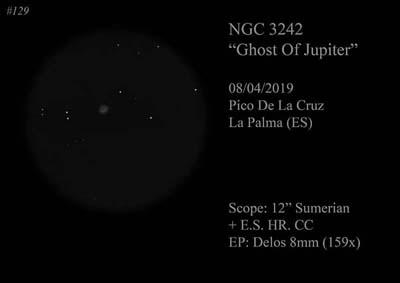 #129
NGC 3242
“Ghost Of Jupiter”
08/04/2019
Pico De La Cruz
La Palma (ES)
Scope: 12” Sumerian
+ E.S. HR. CC
EP: Delos 8mm (159x)